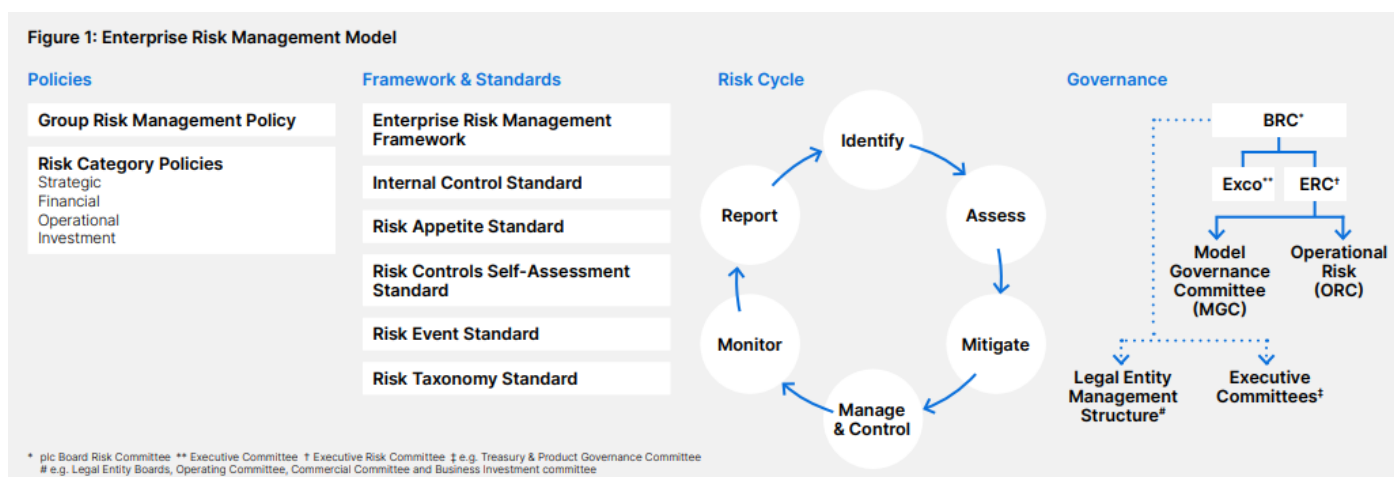 Figure 1: Enterprise Risk Management Model
Policies
Group Risk Management Policy
Risk Category Policies
Strategic
Financial
Operational
Investment
Framework & Standards
Enterprise Risk Management
Framework
Internal Control Standard
Risk Appetite Standard
Risk Controls Self-Assessment
Standard
Risk Event Standard
Risk Taxonomy Standard
Risk Cycle
Identify
Assess
Mitigate
Manage
& Control
Monitor
Report
Governance
BRC*
Exco**
ERC†
Model
Governance
Committee
(MGC)
Operational
Risk
(ORC)
Legal Entity
Management
Structure#
Executive
Committees‡
* plc Board Risk Committee ** Executive Committee † Executive Risk Committee ‡ e.g. Treasury & Product Governance Committee
# e.g. Legal Entity Boards, Operating Committee, Commercial Committee and Business Investment committee